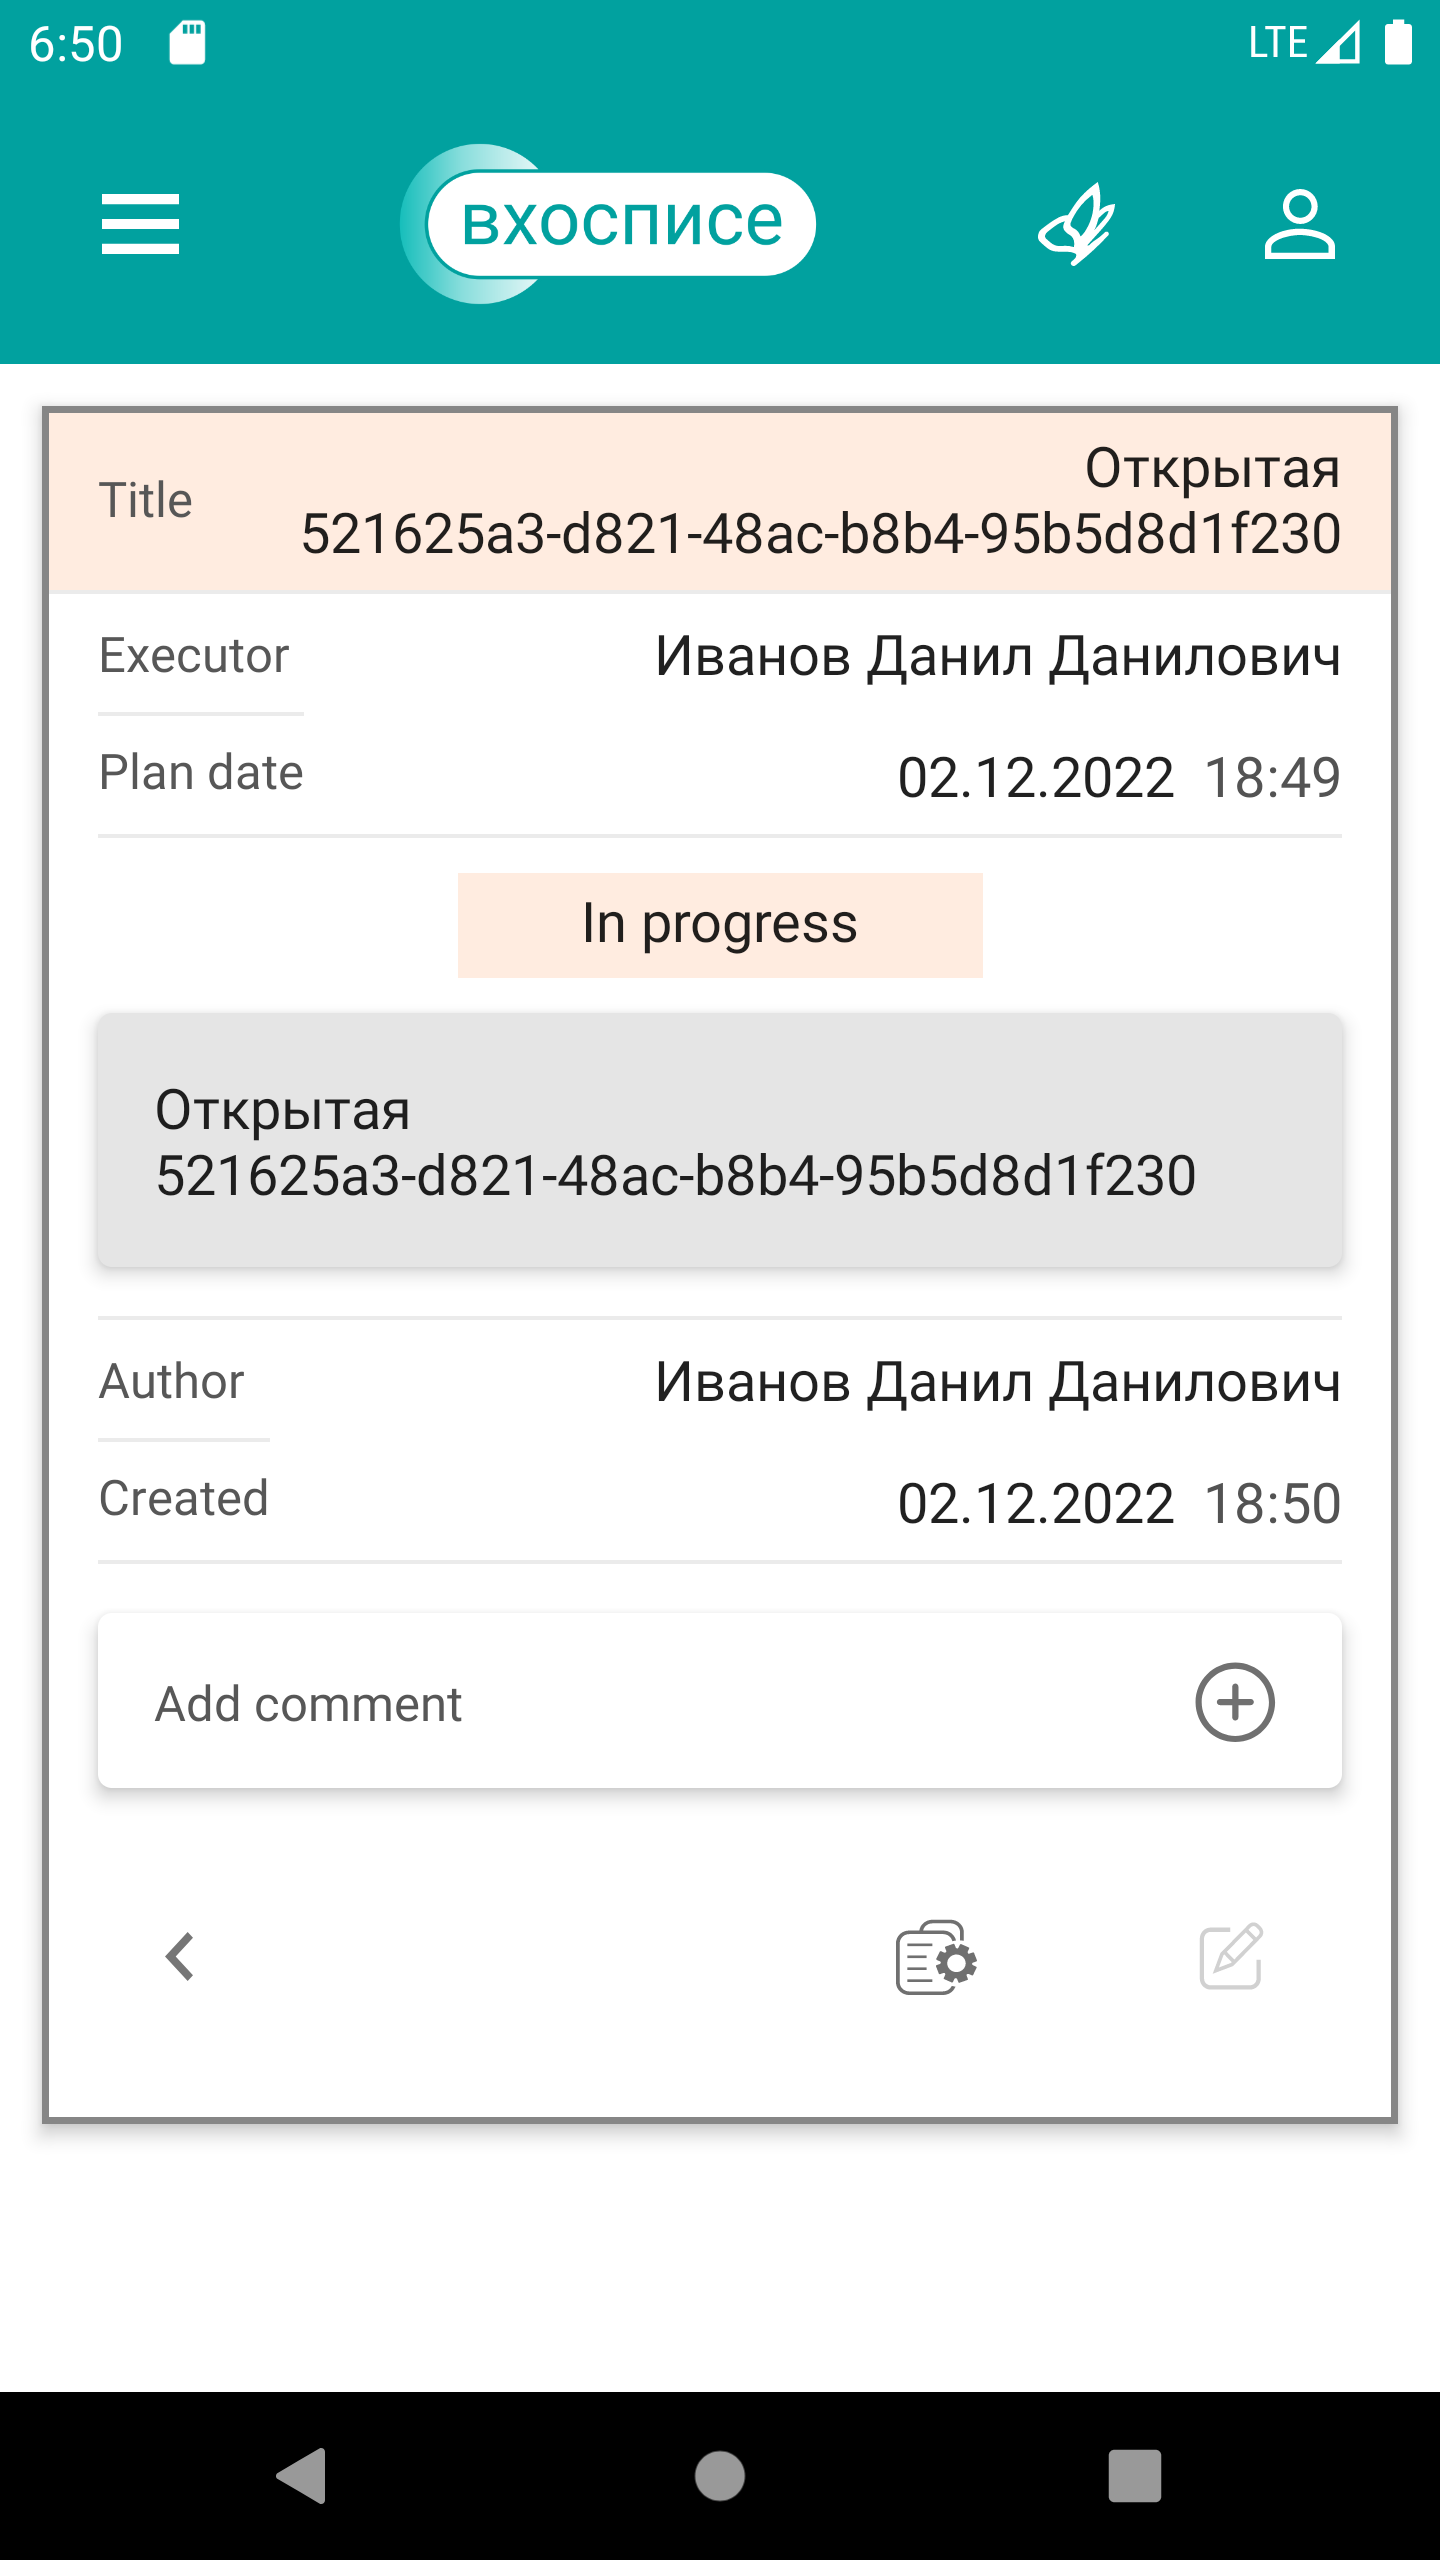 6:50
LTE
вхосписе
Title
Открытая
521625a3-d821-48ac-b8b4-95b5d8d1f230
Executor
Иванов Данил Данилович
Plan date
02.12.2022 18:49
In progress
Открытая
521625a3-d821-48ac-b8b4-95b5d8d1f230
Author
Иванов Данил Данилович
Created
02.12.2022 18:50
Add comment